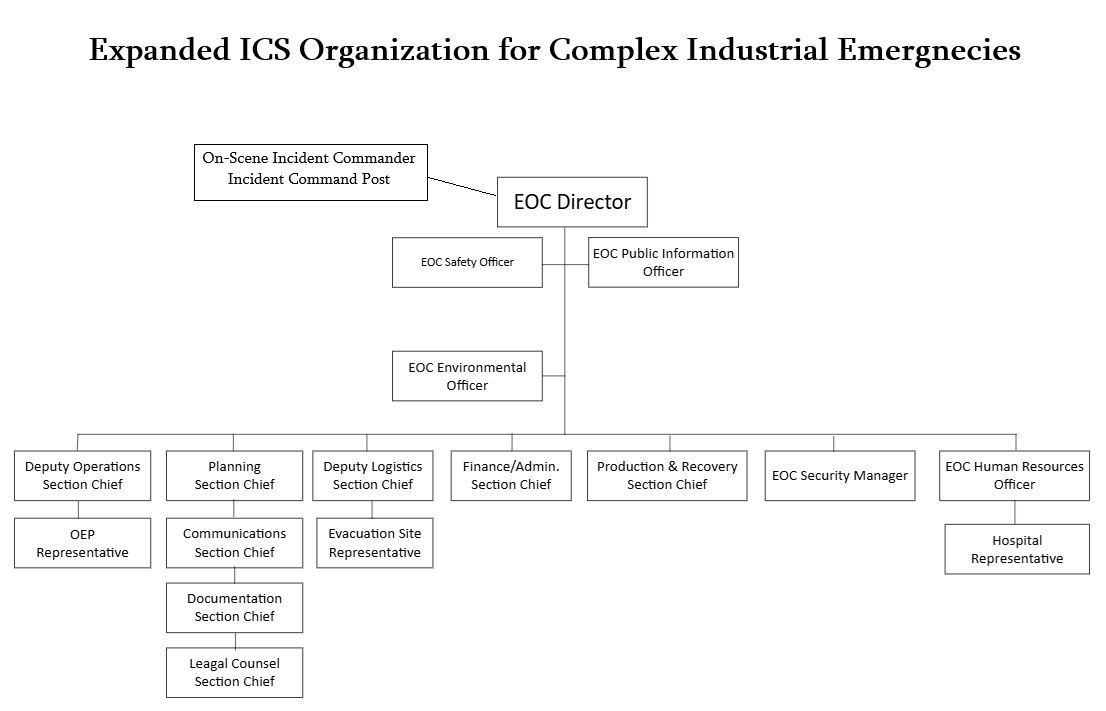 Expanded ICS Organization for Complex Industrial Emergnecies
On-Scene Incident Commander
Incident Command Post
EOC Director
EOC Safety Officer
EOC Public Information
Officer
EOC Environmental
Officer
Deputy Operations
Section Chief
Planning
Section Chief
Deputy Logistics
Section Chief
Finance/Admin.
Section Chief
Production & Recovery
Section Chief
EOC Security Manager
EOC Human Resources
Officer
OEP
Representative
Communications
Section Chief
Evacuation Site
Representative
Hospital
Representative
Documentation
Section Chief
Leagal Counsel
Section Chief